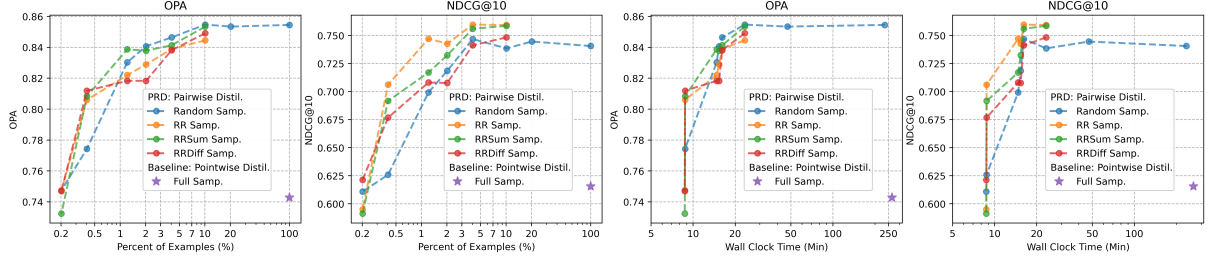 OPA
OPA
0.86
0.84
0.82
0.80
0.78
0.76
0.74
0.2 0.5 1 2 3 5 7 10 20 100
Percent of Examples (%)
PRD: Pairwise Distil.
Random Samp.
RR Samp.
RRSum Samp.
RRDiff Samp.
Baseline: Pointwise Distil.
Full Samp.
NDCG@10
NDCG@10
0.750
0.725
0.700
0.675
0.650
0.625
0.600
0.2 0.5 1 2 3 5 7 10 20 100
Percent of Examples (%)
PRD: Pairwise Distil.
Random Samp.
RR Samp.
RRSum Samp.
RRDiff Samp.
Baseline: Pointwise Distil.
Full Samp.
OPA
OPA
0.86
0.84
0.82
0.80
0.78
0.76
0.74
5 10 20 50 250
Wall Clock Time (Min)
PRD: Pairwise Distil.
Random Samp.
RR Samp.
RRSum Samp.
RRDiff Samp.
Baseline: Pointwise Distil.
Full Samp.
NDCG@10
NDCG@10
0.750
0.725
0.700
0.675
0.650
0.625
0.600
5 10 20 50 250
Wall Clock Time (Min)
PRD: Pairwise Distil.
Random Samp.
RR Samp.
RRSum Samp.
RRDiff Samp.
Baseline: Pointwise Distil.
Full Samp.